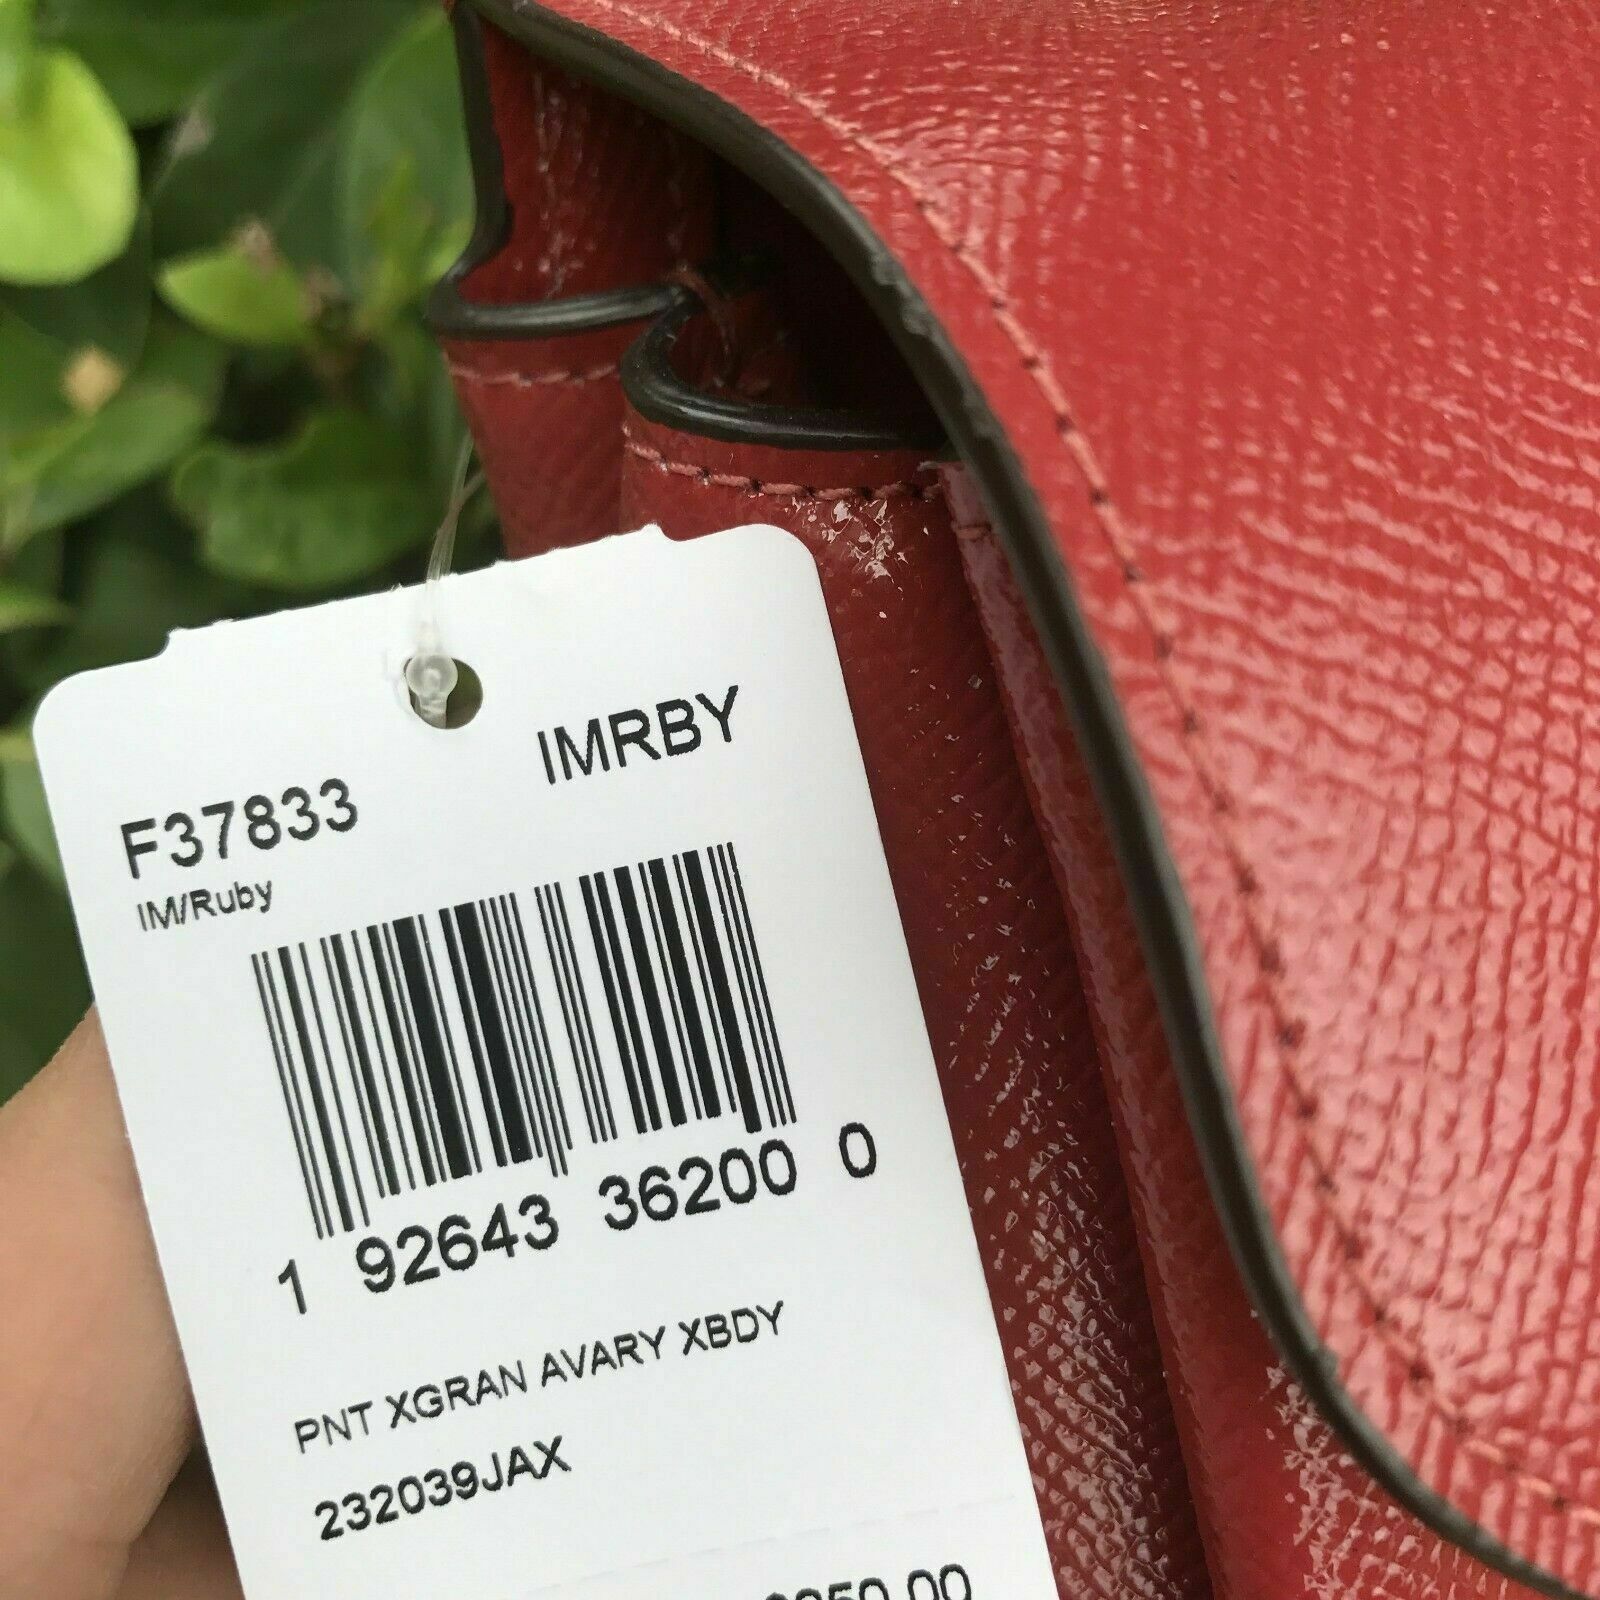 IMRBY
F37833
IM/Ruby
1 92643 36200 0
PNT XGRAN AVARY XBDY
232039JAX